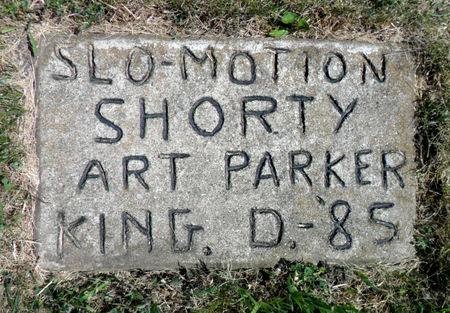 SLO-MOTION
SHORTY
ART PARKER
KING. D.-'85